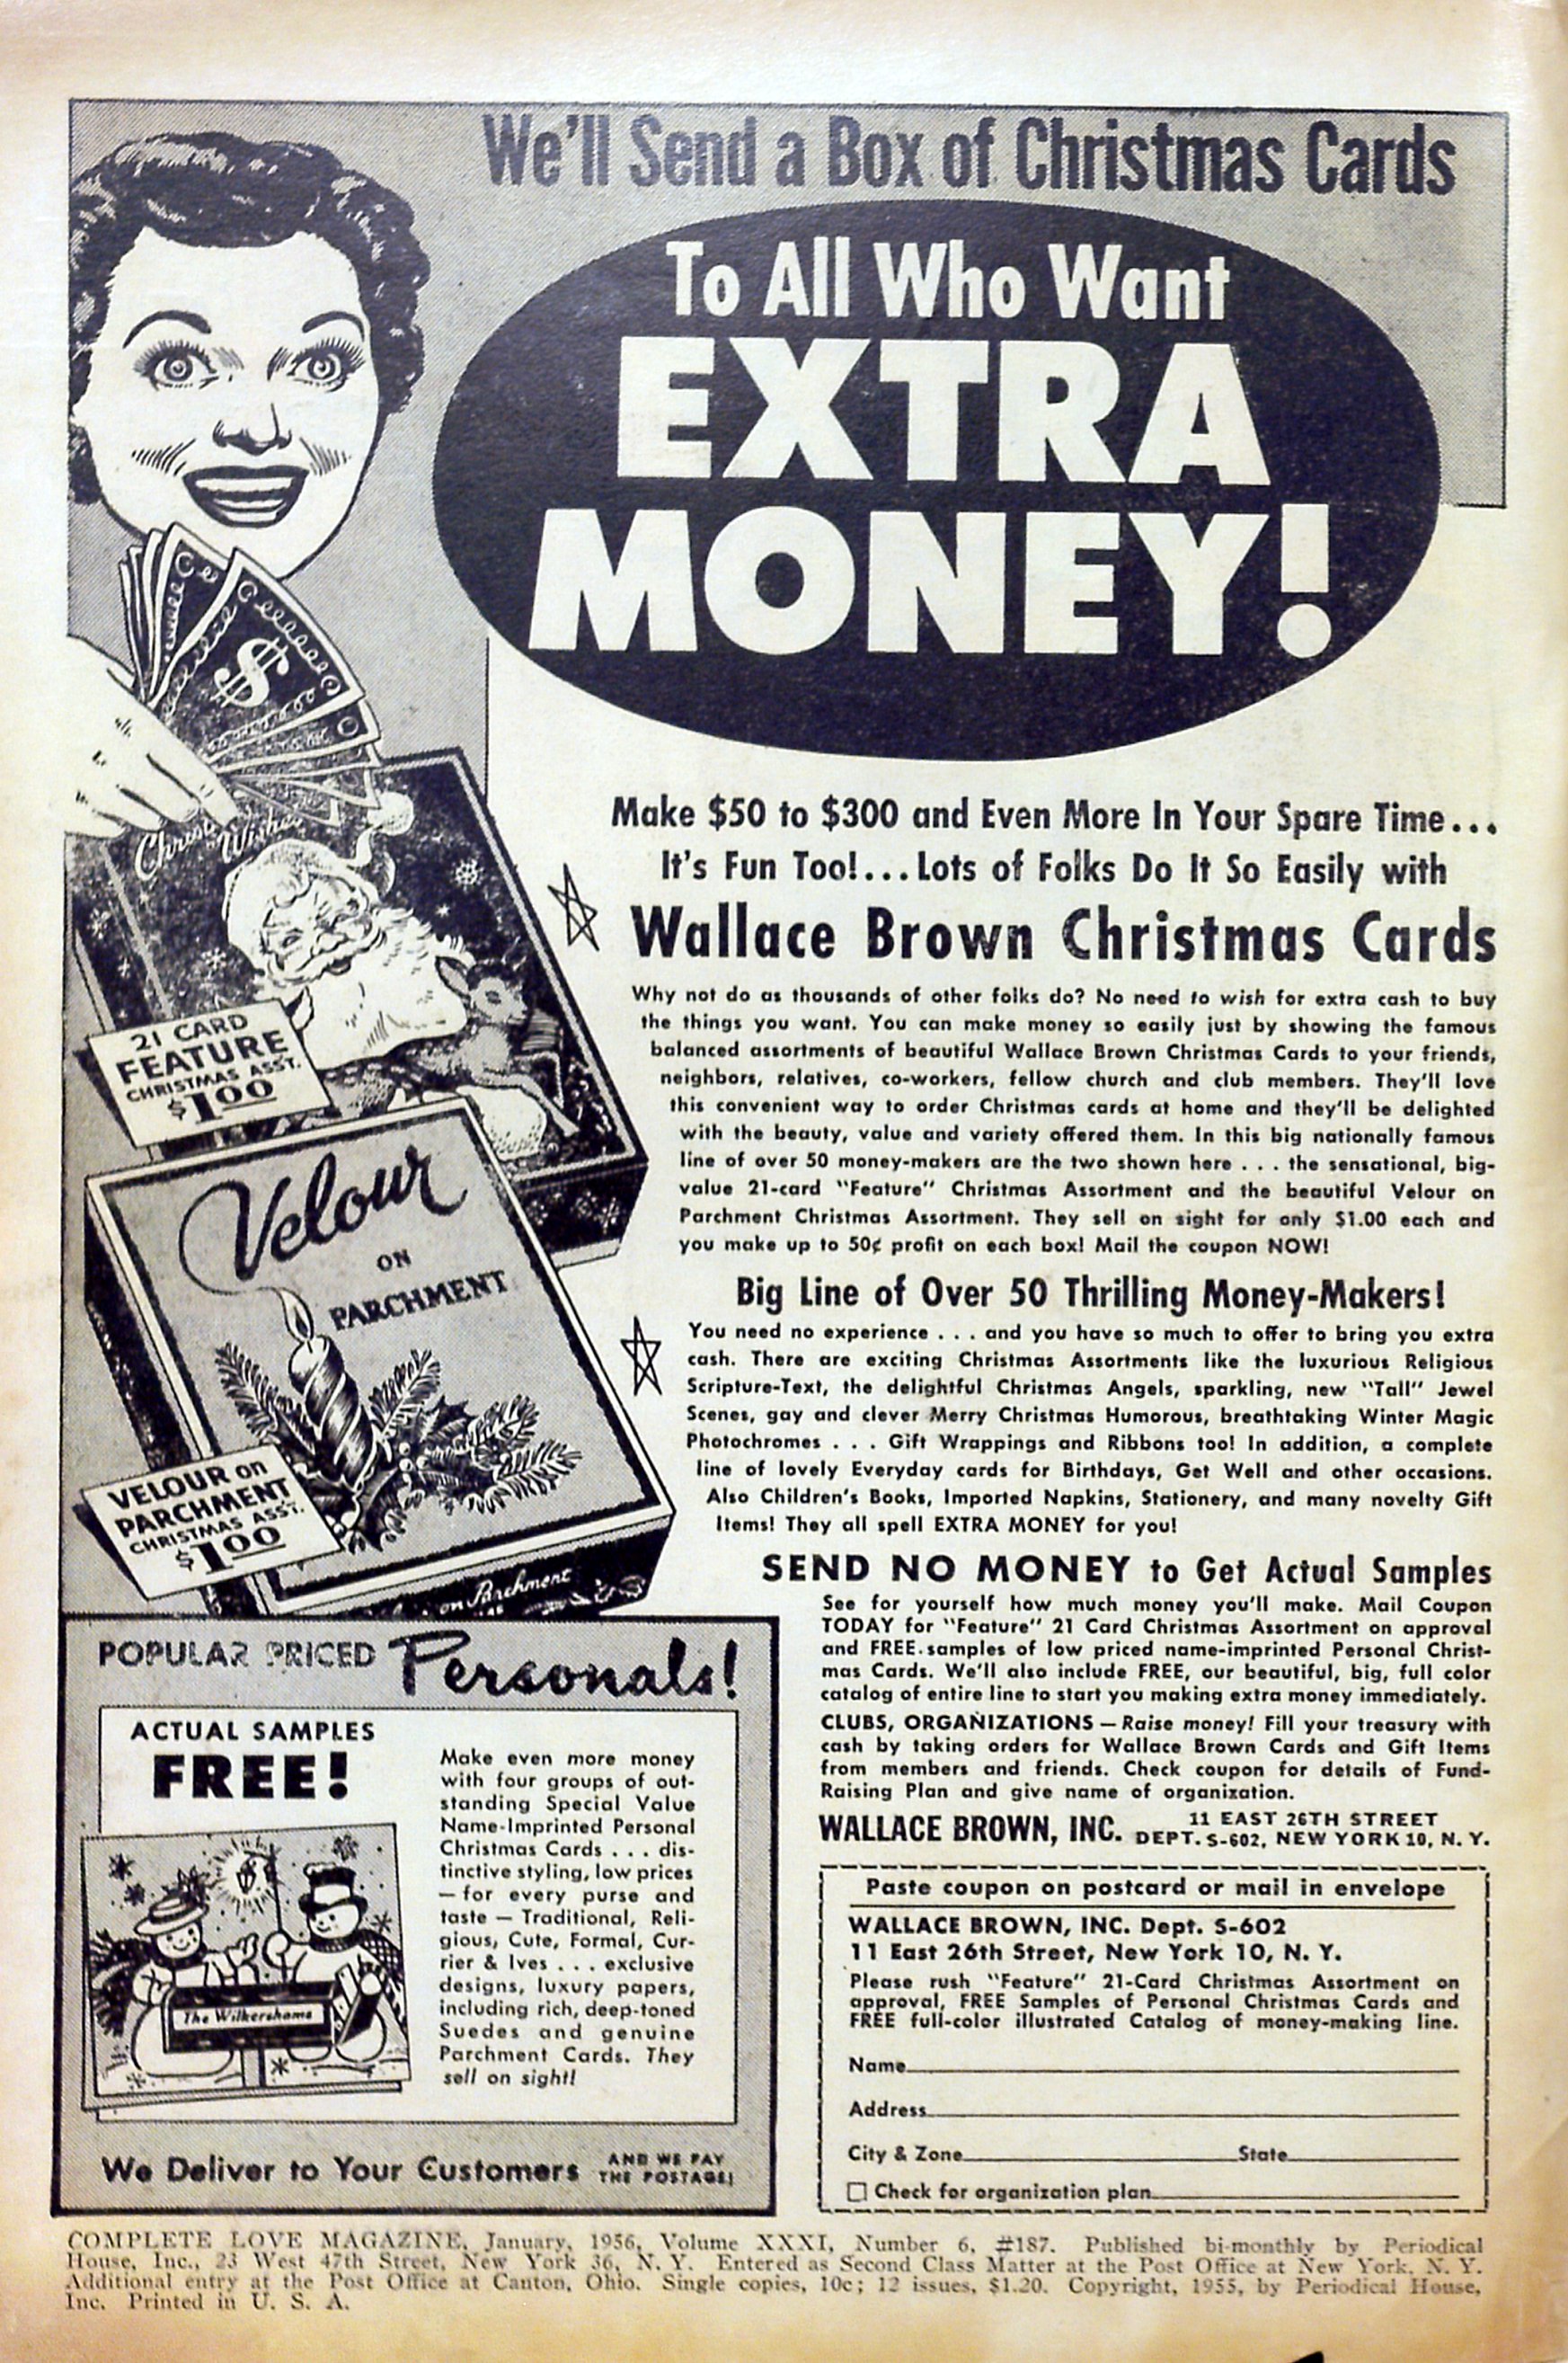 We'll Send a Box of Christmas Cards
To All Who Want
EXTRA
MONEY!
Make $50 to $300 and Even More In Your Spare Time...
It's Fun Too!...Lots of Folks Do It So Easily with
Wallace Brown Christmas Cards
Why not do as thousands of other folks do? No need to wish for extra cash to buy
the things you want. You can make money so easily just by showing the famous
balanced assortments of beautiful Wallace Brown Christmas Cards to your friends,
neighbors, relatives, co-workers, fellow church and club members. They'll love
this convenient way to order Christmas cards at home and they'll be delighted
with the beauty, value and variety offered them. In this big nationally famous
line of over 50 money-makers are the two shown here . . . the sensational, big-
value 21-card "Feature" Christmas Assortment and the beautiful Velour on
Parchment Christmas Assortment. They sell on sight for only $1.00 each and
you make up to 50¢ profit on each box! Mail the coupon NOW!
Big Line of Over 50 Thrilling Money-Makers!
You need no experience . . . and you have so much to offer to bring you extra
cash. There are exciting Christmas Assortments like the luxurious Religious
Scripture-Text, the delightful Christmas Angels, sparkling, new "Tall" Jewel
Scenes, gay and clever Merry Christmas Humorous, breathtaking Winter Magic
Photochromes . . . Gift Wrappings and Ribbons too! In addition, a complete
line of lovely Everyday cards for Birthdays, Get Well and other occasions.
Also Children's Books, Imported Napkins, Stationery, and many novelty Gift
Items! They all spell EXTRA MONEY for you!
SEND NO MONEY to Get Actual Samples
See for yourself how much money you'll make. Mail Coupon
TODAY for "Feature" 21 Card Christmas Assortment on approval
and FREE samples of low priced name-imprinted Personal Christ-
mas Cards. We'll also include FREE, our beautiful, big, full color
catalog of entire line to start you making extra money immediately.
CLUBS, ORGANIZATIONS — Raise money! Fill your treasury with
cash by taking orders for Wallace Brown Cards and Gift Items
from members and friends. Check coupon for details of Fund-
Raising Plan and give name of organization.
WALLACE BROWN, INC. 11 EAST 26TH STREET
DEPT. S-602, NEW YORK 10, N. Y.
Paste coupon on postcard or mail in envelope
WALLACE BROWN, INC. Dept. S-602
11 East 26th Street, New York 10, N. Y.
Please rush "Feature" 21-Card Christmas Assortment on
approval, FREE Samples of Personal Christmas Cards and
FREE full-color illustrated Catalog of money-making line.
Name
Address
City & Zone State
Check for organization plan
$
Christ Wishes
21 CARD
FEATURE
CHRISTMAS ASST.
$1.00
Velour
ON
PARCHMENT
VELOUR on
PARCHMENT
CHRISTMAS ASST.
$1.00
on Parchment
POPULAR PRICED Personals!
ACTUAL SAMPLES
FREE!
The Wilkershams
Make even more money
with four groups of out-
standing Special Value
Name-Imprinted Personal
Christmas Cards . . . dis-
tinctive styling, low prices
— for every purse and
taste — Traditional, Reli-
gious, Cute, Formal, Cur-
rier & Ives . . . exclusive
designs, luxury papers,
including rich, deep-toned
Suedes and genuine
Parchment Cards. They
sell on sight!
We Deliver to Your Customers AND WE PAY
THE POSTAGE!
COMPLETE LOVE MAGAZINE, January, 1956, Volume XXXI, Number 6, #187. Published bi-monthly by Periodical
House, Inc., 23 West 47th Street, New York 36, N. Y. Entered as Second Class Matter at the Post Office at New York, N. Y.
Additional entry at the Post Office at Canton, Ohio. Single copies, 10c; 12 issues, $1.20. Copyright, 1955, by Periodical House,
Inc. Printed in U. S. A.